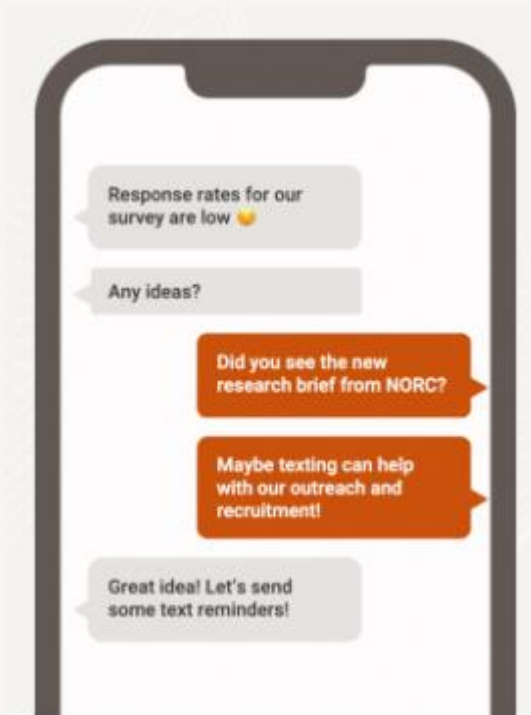 Response rates for our
survey are low 😞
Any ideas?
Did you see the new
research brief from NORC?
Maybe texting can help
with our outreach and
recruitment!
Great idea! Let's send
some text reminders!